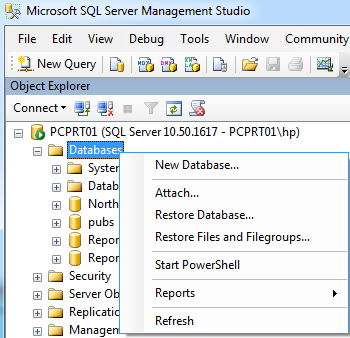 Microsoft SQL Server Management Studio
File Edit View Debug Tools Window Community
New Query
Object Explorer
Connect
PCPRT01 (SQL Server 10.50.1617 - PCPRT01\hp)
Databases
System
New Database...
Datab
Attach...
North
Restore Database...
pubs
Restore Files and Filegroups...
Repor
Repor
Start PowerShell
Security
Server Ob
Reports
Replicatio
Managem
Refresh